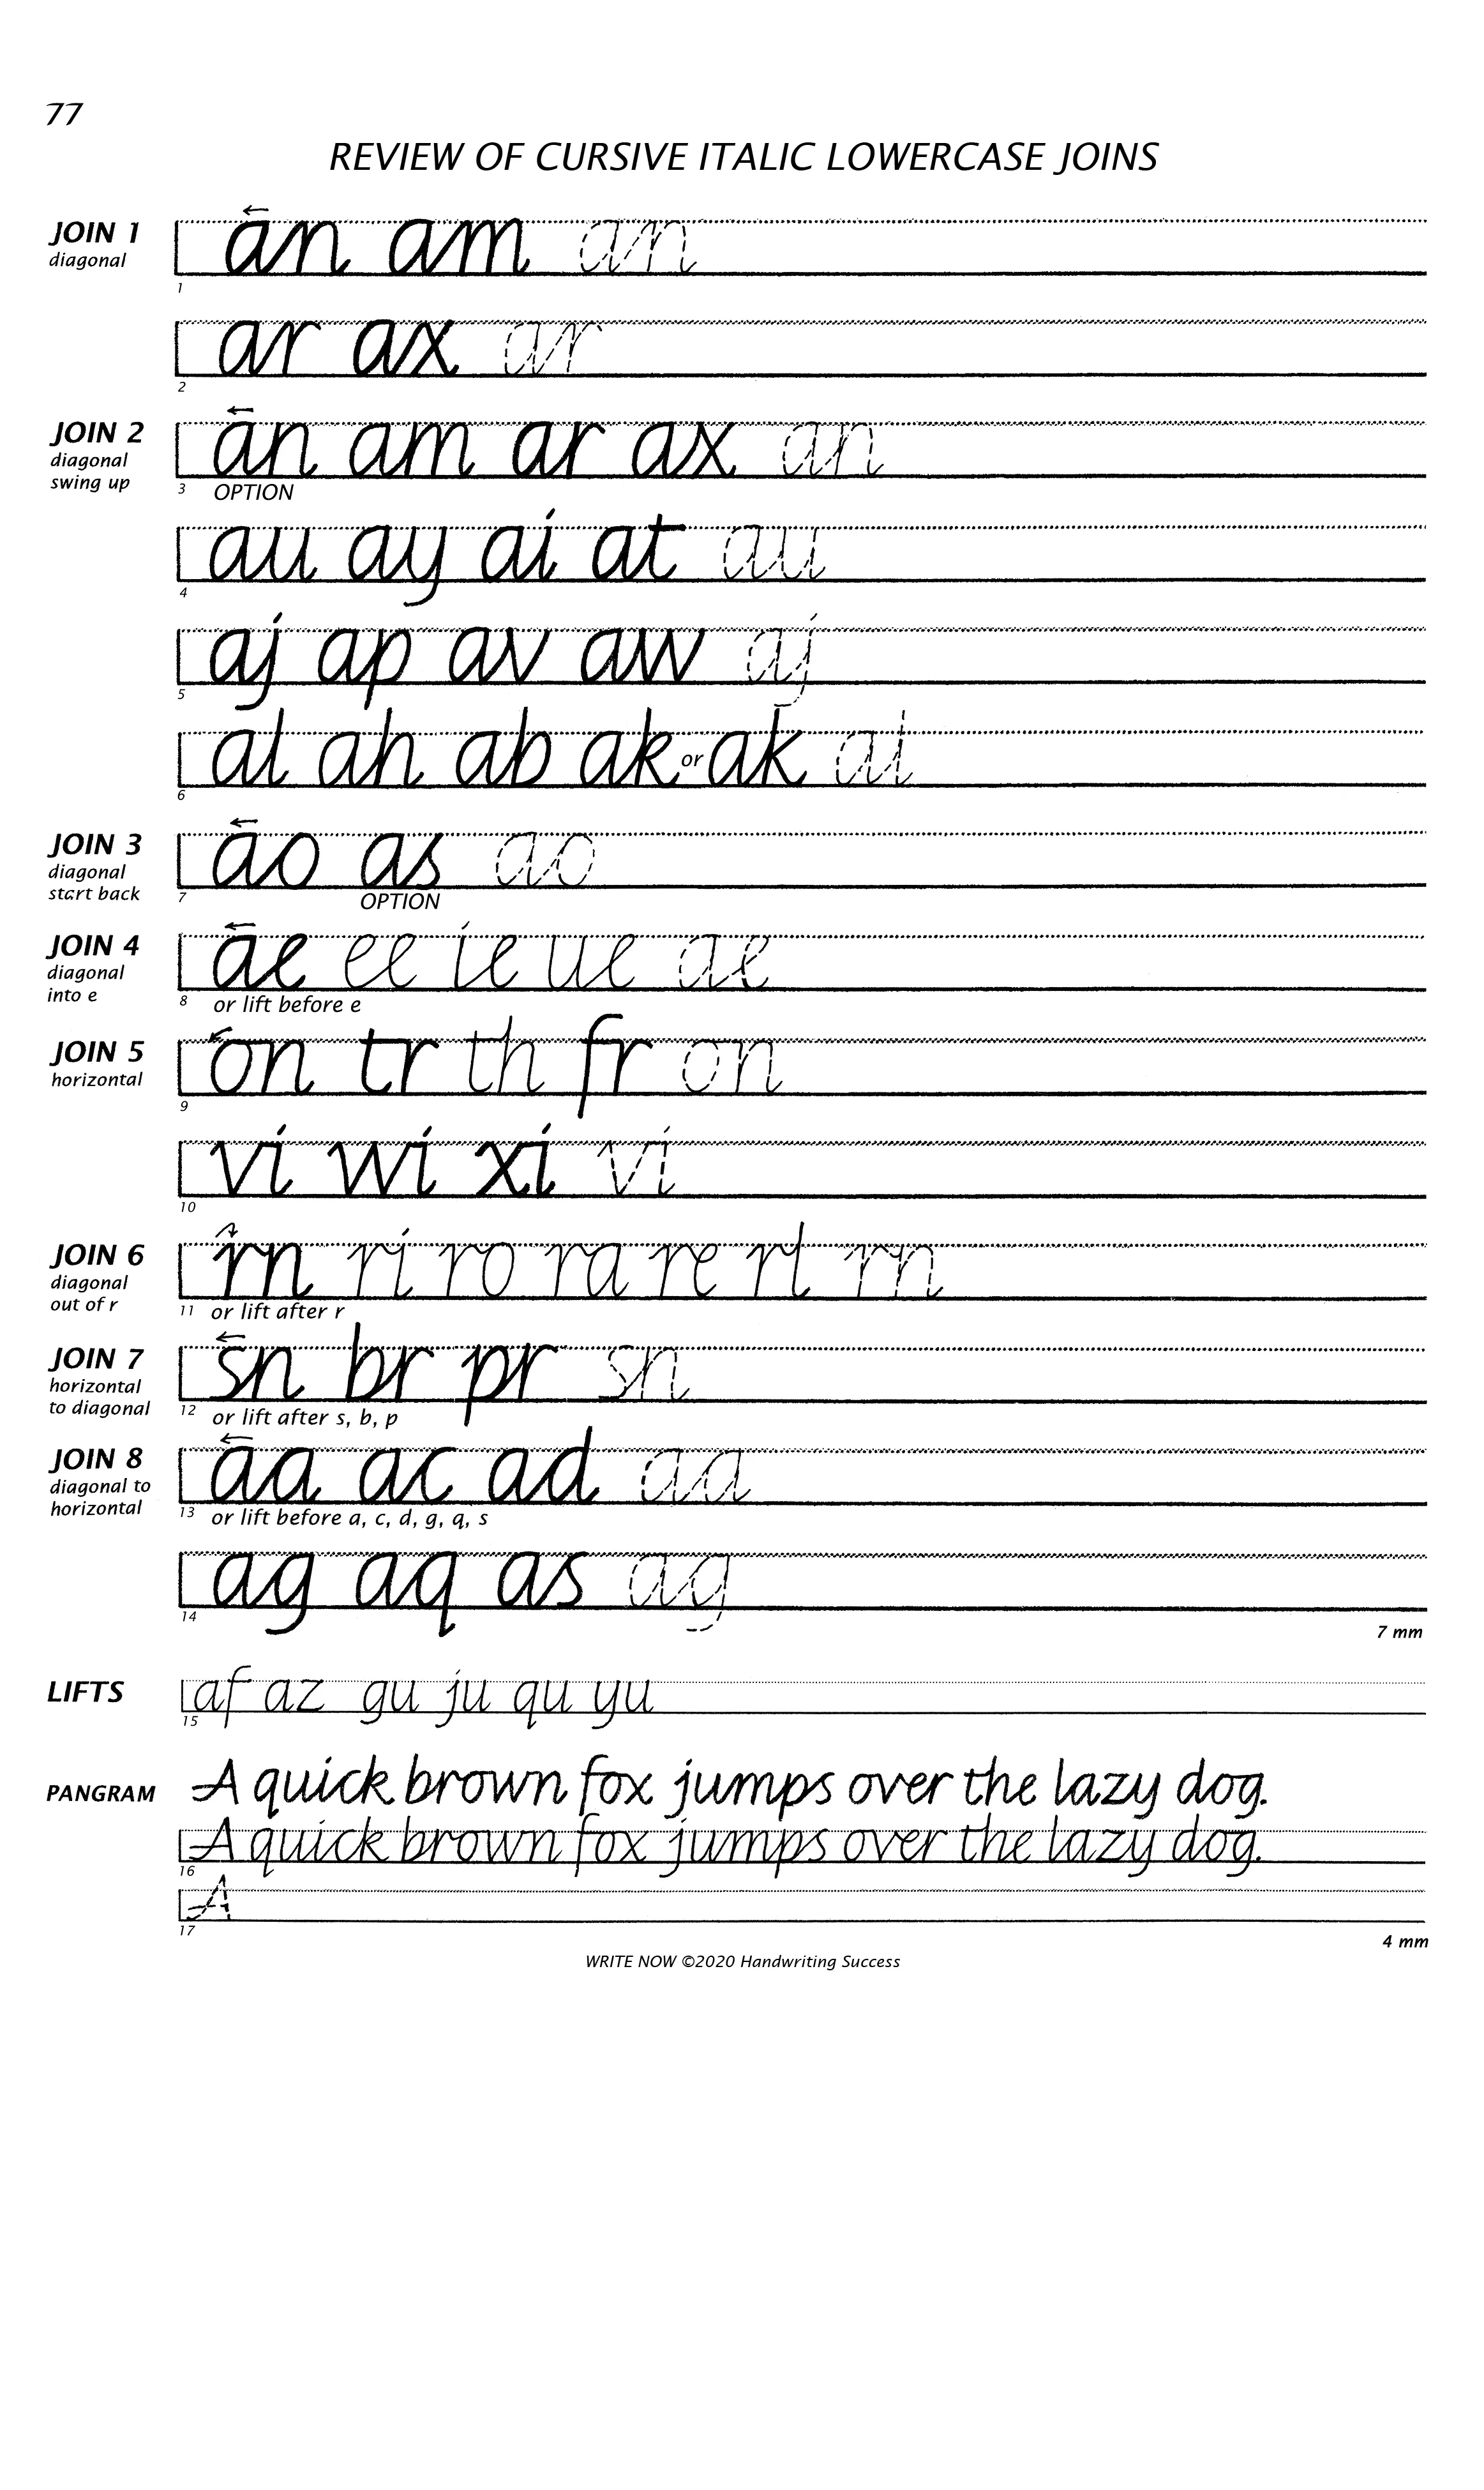 77
REVIEW OF CURSIVE ITALIC LOWERCASE JOINS
JOIN 1 an am an
diagonal
1
ar ax ar
2
JOIN 2 an am ar ax an
diagonal
swing up
3 OPTION
au ay ai at au
4
aj ap av aw aj
5
al ah ab ak or ak al
6
JOIN 3 ao as ao
diagonal
start back
7 OPTION
JOIN 4 ae ee ie ue ae
diagonal
into e
8 or lift before e
JOIN 5 on tr th fr on
horizontal
9
vi wi xi vi
10
JOIN 6 rn ri ro ra re rl rn
diagonal
out of r
11 or lift after r
JOIN 7 sn br pr sn
horizontal
to diagonal
12 or lift after s, b, p
JOIN 8 aa ac ad aa
diagonal to
horizontal
13 or lift before a, c, d, g, q, s
ag aq as ag
14
7 mm
LIFTS af az gu ju qu yu
15
PANGRAM A quick brown fox jumps over the lazy dog.
A quick brown fox jumps over the lazy dog.
16
A
17
4 mm
WRITE NOW ©2020 Handwriting Success